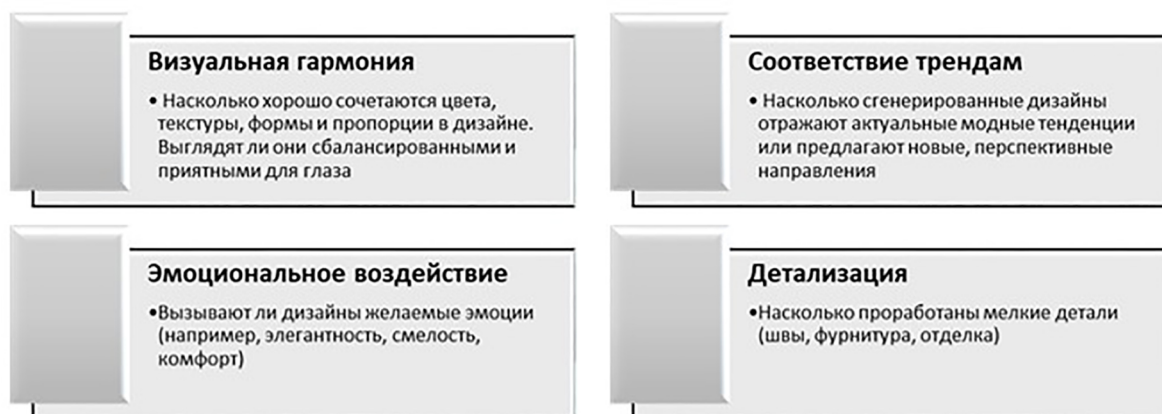 Визуальная гармония
• Насколько хорошо сочетаются цвета,
текстуры, формы и пропорции в дизайне.
Выглядят ли они сбалансированными и
приятными для глаза
Соответствие трендам
• Насколько сгенерированные дизайны
отражают актуальные модные тенденции
или предлагают новые, перспективные
направления
Эмоциональное воздействие
•Вызывают ли дизайны желаемые эмоции
(например, элегантность, смелость,
комфорт)
Детализация
•Насколько проработаны мелкие детали
(швы, фурнитура, отделка)